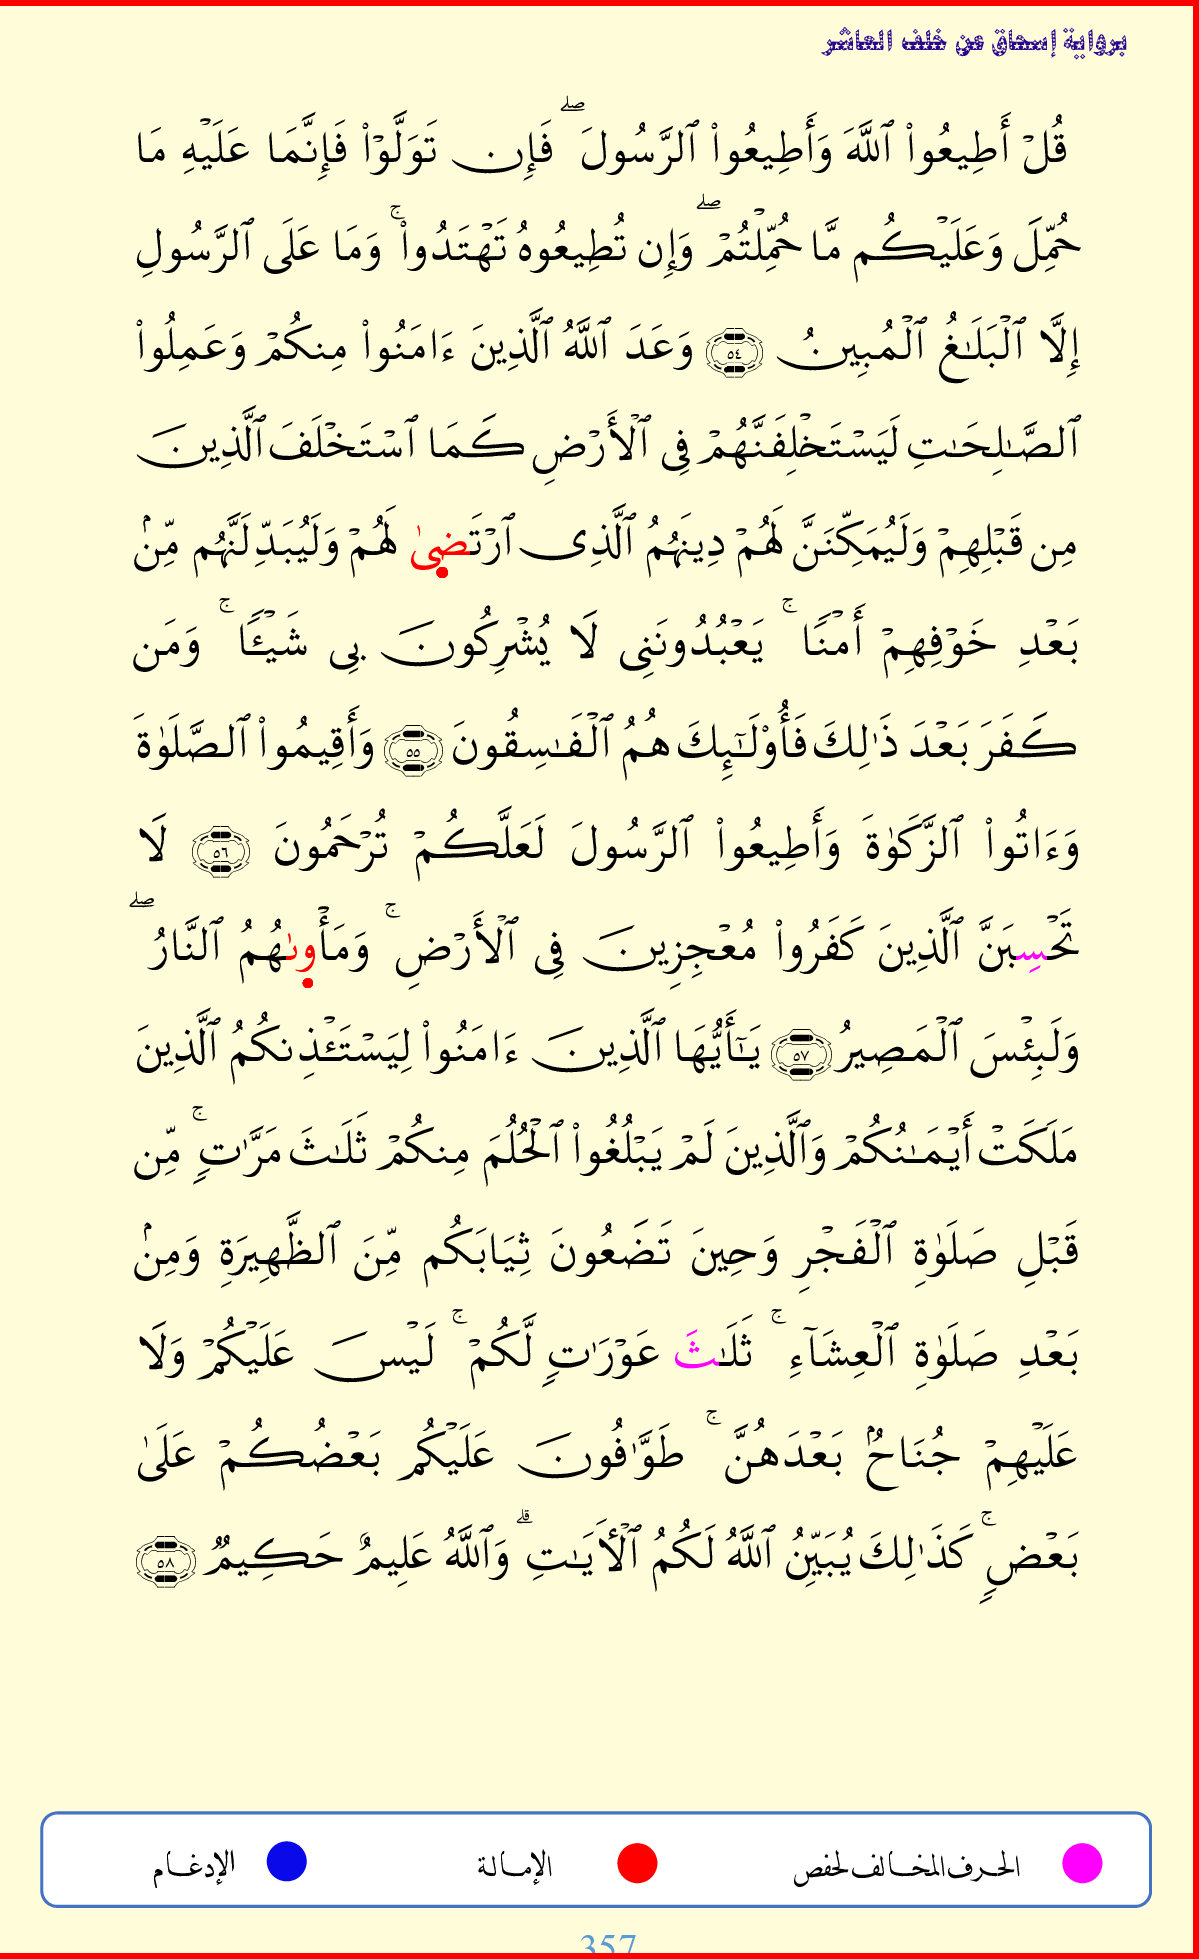 برواية إسحاق عن خلف العاشر
قُلۡ أَطِيعُواْ ٱللَّهَ وَأَطِيعُواْ ٱلرَّسُولَۖ فَإِن تَوَلَّوۡاْ فَإِنَّمَا عَلَيۡهِ مَا
حُمِّلَ وَعَلَيۡكُم مَّا حُمِّلۡتُمۡۖ وَإِن تُطِيعُوهُ تَهۡتَدُواْۚ وَمَا عَلَى ٱلرَّسُولِ
إِلَّا ٱلۡبَلَٰغُ ٱلۡمُبِينُ ٥٤ وَعَدَ ٱللَّهُ ٱلَّذِينَ ءَامَنُواْ مِنكُمۡ وَعَمِلُواْ
ٱلصَّٰلِحَٰتِ لَيَسۡتَخۡلِفَنَّهُمۡ فِي ٱلۡأَرۡضِ كَمَا ٱسۡتَخۡلَفَ ٱلَّذِينَ
مِن قَبۡلِهِمۡ وَلَيُمَكِّنَنَّ لَهُمۡ دِينَهُمُ ٱلَّذِي ٱرۡتَضىٰ لَهُمۡ وَلَيُبَدِّلَنَّهُم مِّنۢ
بَعۡدِ خَوۡفِهِمۡ أَمۡنٗاۚ يَعۡبُدُونَنِي لَا يُشۡرِكُونَ بِي شَيۡـٔٗاۚ وَمَن
كَفَرَ بَعۡدَ ذَٰلِكَ فَأُوْلَٰٓئِكَ هُمُ ٱلۡفَٰسِقُونَ ٥٥ وَأَقِيمُواْ ٱلصَّلَوٰةَ
وَءَاتُواْ ٱلزَّكَوٰةَ وَأَطِيعُواْ ٱلرَّسُولَ لَعَلَّكُمۡ تُرۡحَمُونَ ٥٦ لَا
تَحۡسِبَنَّ ٱلَّذِينَ كَفَرُواْ مُعۡجِزِينَ فِي ٱلۡأَرۡضِۚ وَمَأۡوىٰهُمُ ٱلنَّارُۖ
وَلَبِئۡسَ ٱلۡمَصِيرُ ٥٧ يَٰٓأَيُّهَا ٱلَّذِينَ ءَامَنُواْ لِيَسۡتَـٔۡذِنكُمُ ٱلَّذِينَ
مَلَكَتۡ أَيۡمَٰنُكُمۡ وَٱلَّذِينَ لَمۡ يَبۡلُغُواْ ٱلۡحُلُمَ مِنكُمۡ ثَلَٰثَ مَرَّٰتٖۚ مِّن
قَبۡلِ صَلَوٰةِ ٱلۡفَجۡرِ وَحِينَ تَضَعُونَ ثِيَابَكُم مِّنَ ٱلظَّهِيرَةِ وَمِنۢ
بَعۡدِ صَلَوٰةِ ٱلۡعِشَآءِۚ ثَلَٰثَ عَوۡرَٰتٖ لَّكُمۡۚ لَيۡسَ عَلَيۡكُمۡ وَلَا
عَلَيۡهِمۡ جُنَاحُۢ بَعۡدَهُنَّۚ طَوَّٰفُونَ عَلَيۡكُم بَعۡضُكُمۡ عَلَىٰ
بَعۡضٖۚ كَذَٰلِكَ يُبَيِّنُ ٱللَّهُ لَكُمُ ٱلۡأٓيَٰتِۗ وَٱللَّهُ عَلِيمٌ حَكِيمٞ ٥٨
الحرف المخالف لحفص الإمالة الإدغام
357